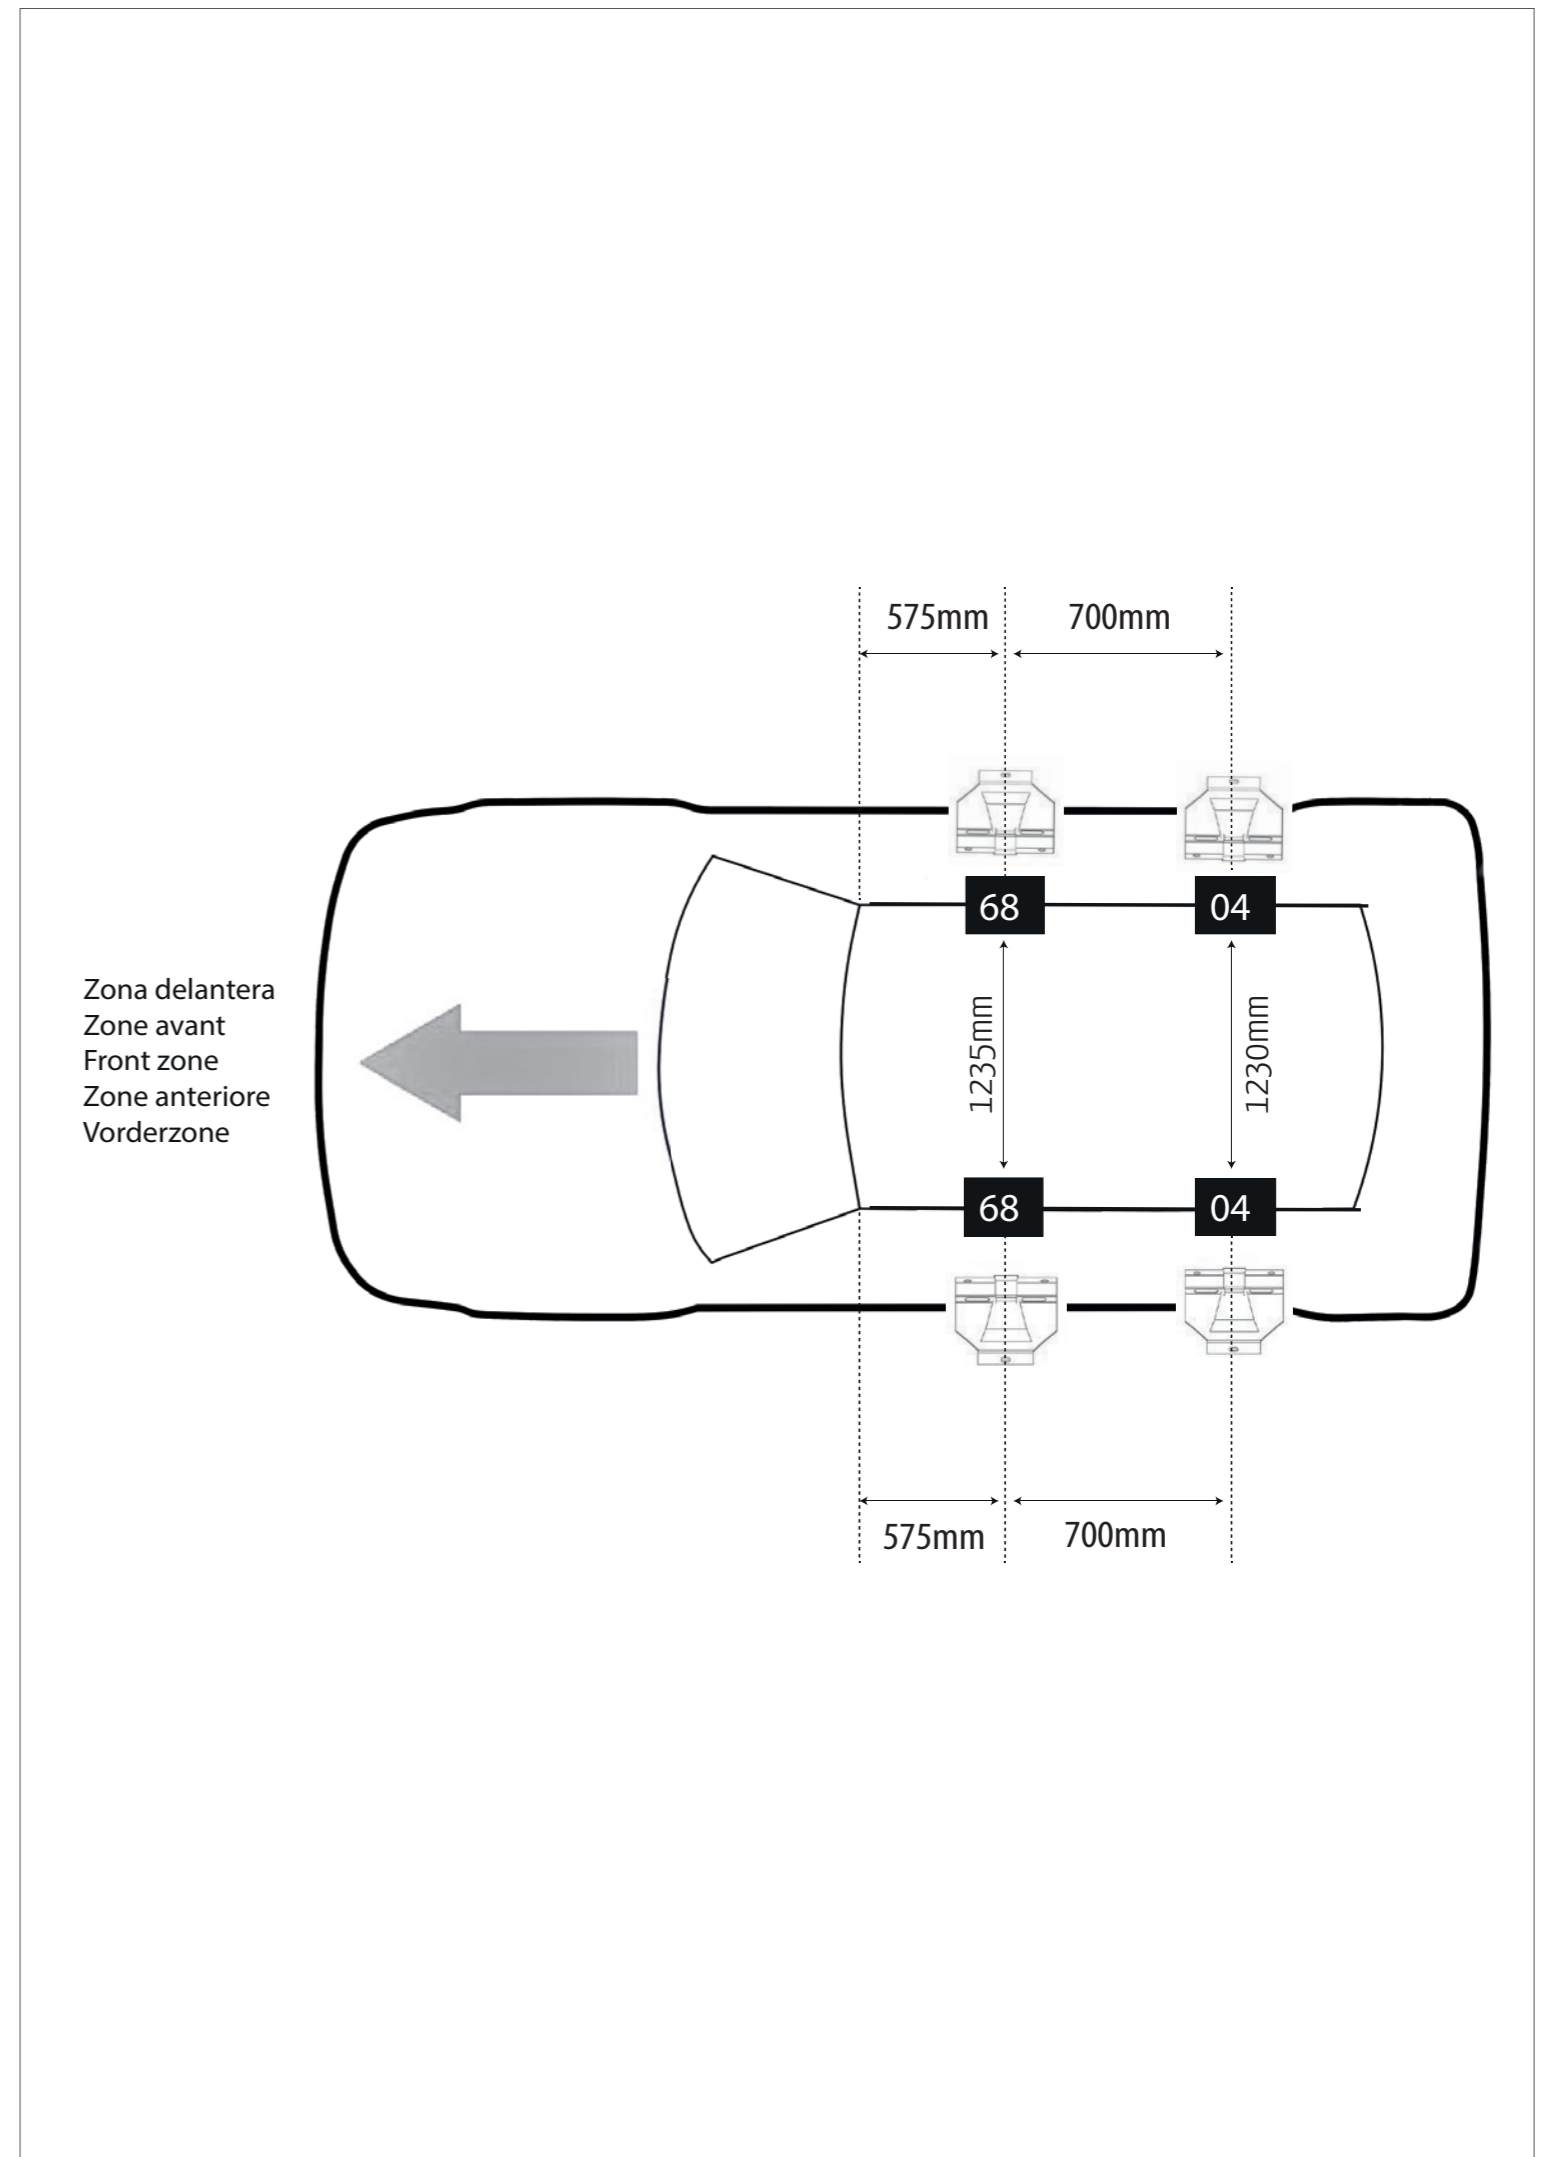 575mm
700mm
68
04
Zona delantera
Zone avant
Front zone
Zone anteriore
Vorderzone
1235mm
1230mm
68
04
575mm
700mm